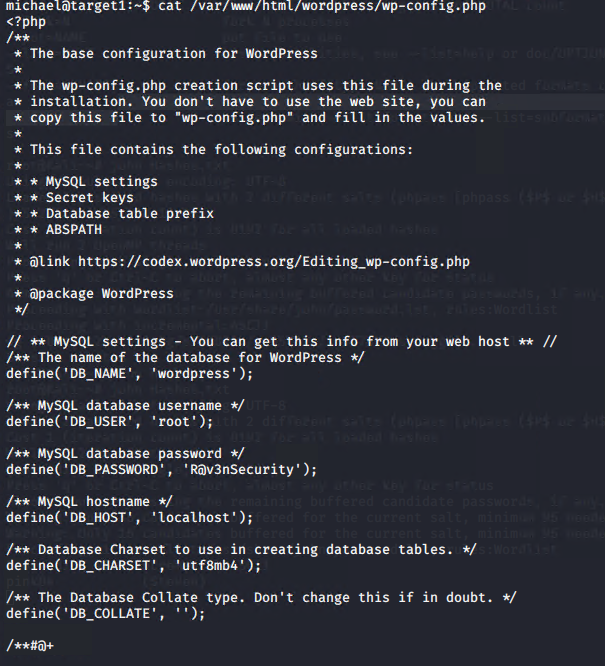 michael@target1:~$ cat /var/www/html/wordpress/wp-config.php
<?php
/**
 * The base configuration for WordPress
 *
 * The wp-config.php creation script uses this file during the
 * installation. You don't have to use the web site, you can
 * copy this file to "wp-config.php" and fill in the values.
 *
 * This file contains the following configurations:
 *
 * * MySQL settings
 * * Secret keys
 * * Database table prefix
 * * ABSPATH
 *
 * @link https://codex.wordpress.org/Editing_wp-config.php
 *
 * @package WordPress
 */

// ** MySQL settings - You can get this info from your web host ** //
/** The name of the database for WordPress */
define('DB_NAME', 'wordpress');

/** MySQL database username */
define('DB_USER', 'root');

/** MySQL database password */
define('DB_PASSWORD', 'R@v3nSecurity');

/** MySQL hostname */
define('DB_HOST', 'localhost');

/** Database Charset to use in creating database tables. */
define('DB_CHARSET', 'utf8mb4');

/** The Database Collate type. Don't change this if in doubt. */
define('DB_COLLATE', '');

/**#@+